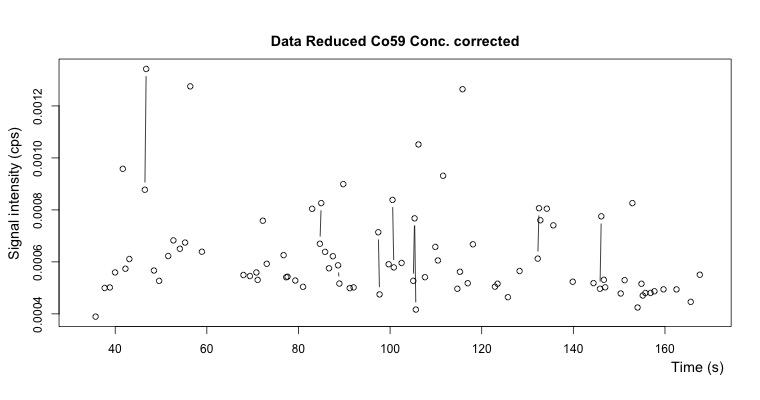 Data Reduced Co59 Conc. corrected
Signal intensity (cps)
0.0012
0.0010
0.0008
0.0006
0.0004
40 60 80 100 120 140 160
Time (s)